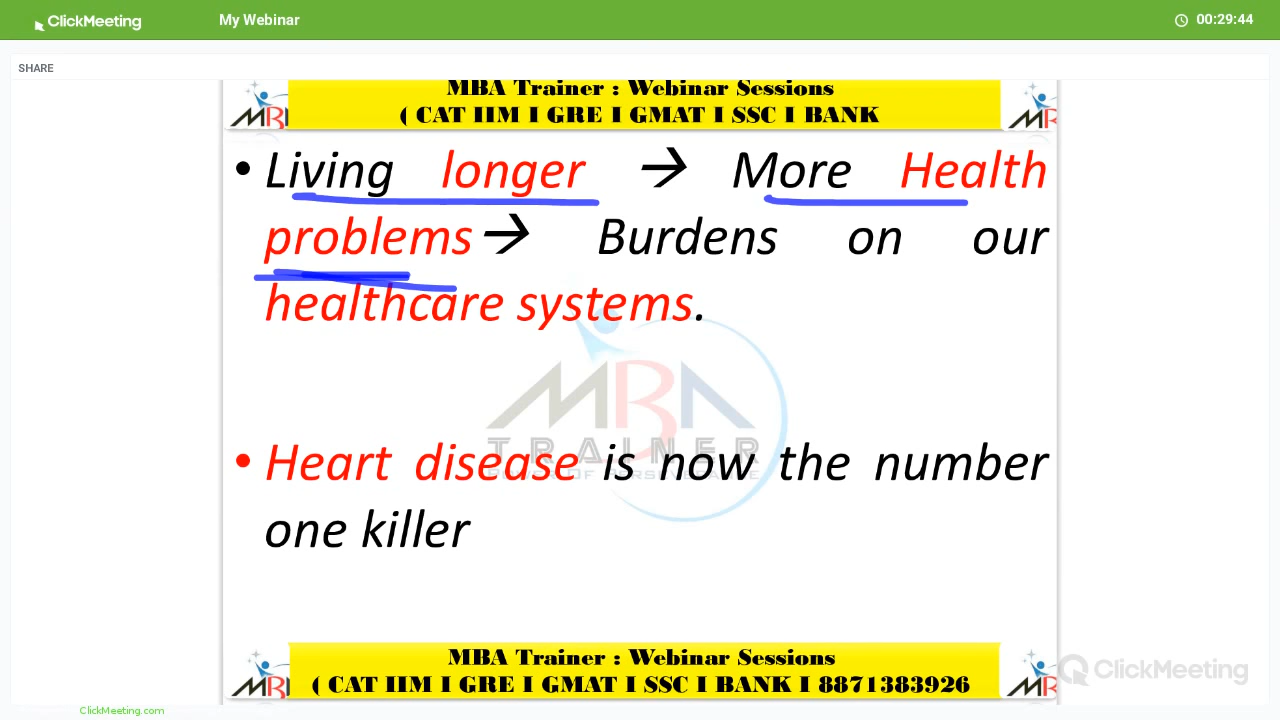 ClickMeeting My Webinar 00:29:44
SHARE
MBA Trainer : Webinar Sessions
( CAT IIM I GRE I GMAT I SSC I BANK
• Living longer → More Health
problems→ Burdens on our
healthcare systems.
MBA
TRAINER
• Heart disease is now the number
one killer
MBA Trainer : Webinar Sessions
( CAT IIM I GRE I GMAT I SSC I BANK I 8871383926
ClickMeeting
ClickMeeting.com